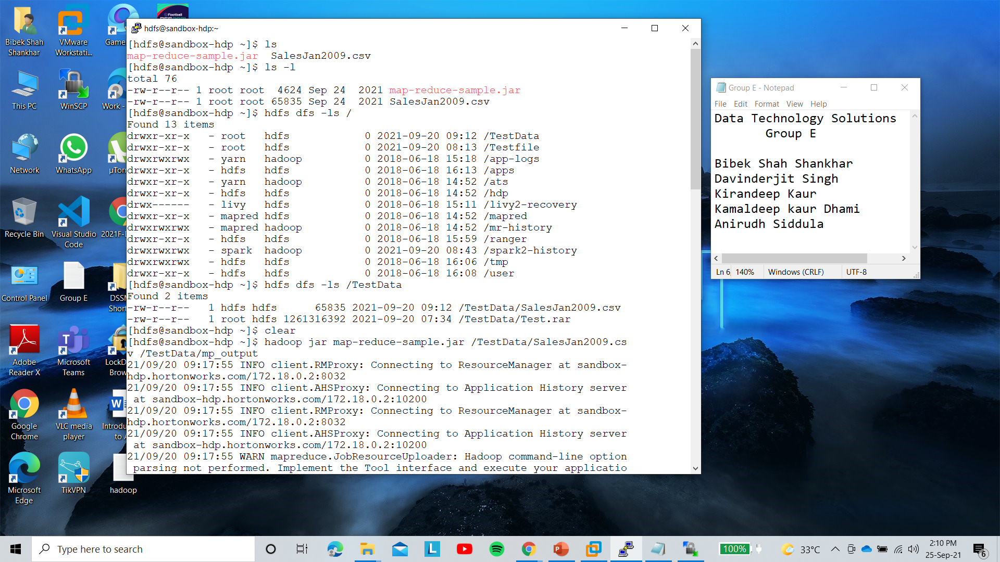 hdfs@sandbox-hdp:~
[hdfs@sandbox-hdp ~]$ ls
map-reduce-sample.jar  SalesJan2009.csv
[hdfs@sandbox-hdp ~]$ ls -l
total 76
-rw-r--r-- 1 root root  4624 Sep 24  2021 map-reduce-sample.jar
-rw-r--r-- 1 root root 65835 Sep 24  2021 SalesJan2009.csv
[hdfs@sandbox-hdp ~]$ hdfs dfs -ls /
Found 13 items
drwxr-xr-x   - root   hdfs            0 2021-09-20 09:12 /TestData
drwxr-xr-x   - root   hdfs            0 2021-09-20 08:13 /Testfile
drwxrwxrwx   - yarn   hadoop          0 2018-06-18 15:18 /app-logs
drwxr-xr-x   - hdfs   hdfs            0 2018-06-18 16:13 /apps
drwxr-xr-x   - yarn   hadoop          0 2018-06-18 14:52 /ats
drwxr-xr-x   - hdfs   hdfs            0 2018-06-18 14:52 /hdp
drwx------   - livy   hdfs            0 2018-06-18 15:11 /livy2-recovery
drwxr-xr-x   - mapred hdfs            0 2018-06-18 14:52 /mapred
drwxrwxrwx   - mapred hadoop          0 2018-06-18 14:52 /mr-history
drwxr-xr-x   - hdfs   hdfs            0 2018-06-18 15:59 /ranger
drwxrwxrwx   - spark  hadoop          0 2021-09-20 08:43 /spark2-history
drwxrwxrwx   - hdfs   hdfs            0 2018-06-18 16:06 /tmp
drwxr-xr-x   - hdfs   hdfs            0 2018-06-18 16:08 /user
[hdfs@sandbox-hdp ~]$ hdfs dfs -ls /TestData
Found 2 items
-rw-r--r--   1 hdfs hdfs      65835 2021-09-20 09:12 /TestData/SalesJan2009.csv
-rw-r--r--   1 root hdfs 1261316392 2021-09-20 07:34 /TestData/Test.rar
[hdfs@sandbox-hdp ~]$ clear
[hdfs@sandbox-hdp ~]$ hadoop jar map-reduce-sample.jar /TestData/SalesJan2009.cs
v /TestData/mp_output
21/09/20 09:17:55 INFO client.RMProxy: Connecting to ResourceManager at sandbox-
hdp.hortonworks.com/172.18.0.2:8032
21/09/20 09:17:55 INFO client.AHSProxy: Connecting to Application History server
 at sandbox-hdp.hortonworks.com/172.18.0.2:10200
21/09/20 09:17:55 INFO client.RMProxy: Connecting to ResourceManager at sandbox-
hdp.hortonworks.com/172.18.0.2:8032
21/09/20 09:17:55 INFO client.AHSProxy: Connecting to Application History server
 at sandbox-hdp.hortonworks.com/172.18.0.2:10200
21/09/20 09:17:55 WARN mapreduce.JobResourceUploader: Hadoop command-line option
 parsing not performed. Implement the Tool interface and execute your applicatio
Group E - Notepad
File Edit Format View Help
Data Technology Solutions
Group E
Bibek Shah Shankhar
Davinderjit Singh
Kirandeep Kaur
Kamaldeep kaur Dhami
Anirudh Siddula
Ln 6 140% Windows (CRLF) UTF-8
Bibek Shah
Shankhar
VMware
Workstati...
Game
Football
This PC
WinSCP
Work -
Network
WhatsApp
µTorr
Recycle Bin
Visual Studio
Code
2021F-
Control Panel
Group E
DSS
Short
Adobe
Reader X
Microsoft
Teams
LockD
Brow
Google
Chrome
VLC media
player
Introdu
to
Microsoft
Edge
TikVPN
hadoop
Type here to search
100%
33°C
2:10 PM
25-Sep-21
6